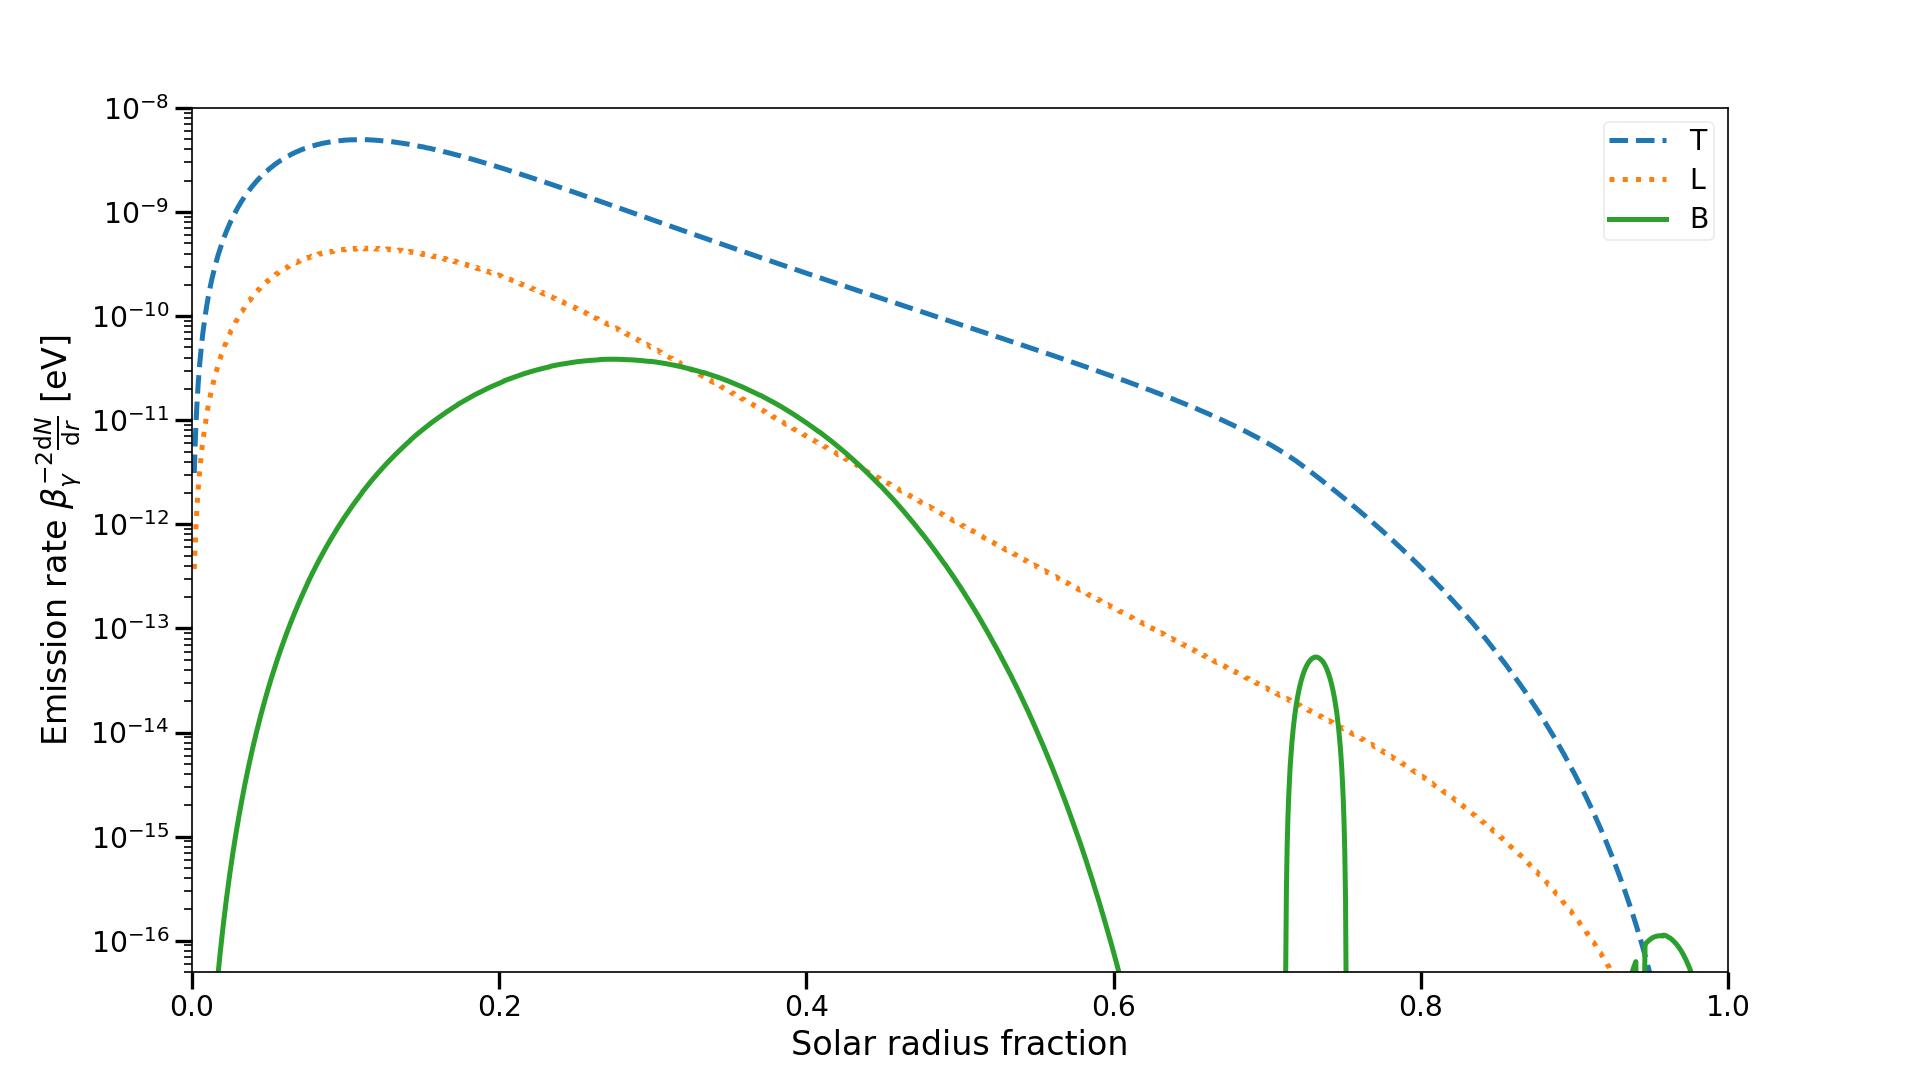 10⁻⁸
10⁻⁹
10⁻¹⁰
10⁻¹¹
10⁻¹²
10⁻¹³
10⁻¹⁴
10⁻¹⁵
10⁻¹⁶
Emission rate βᵧ⁻² dN/dr [eV]
T
L
B
0.0 0.2 0.4 0.6 0.8 1.0
Solar radius fraction